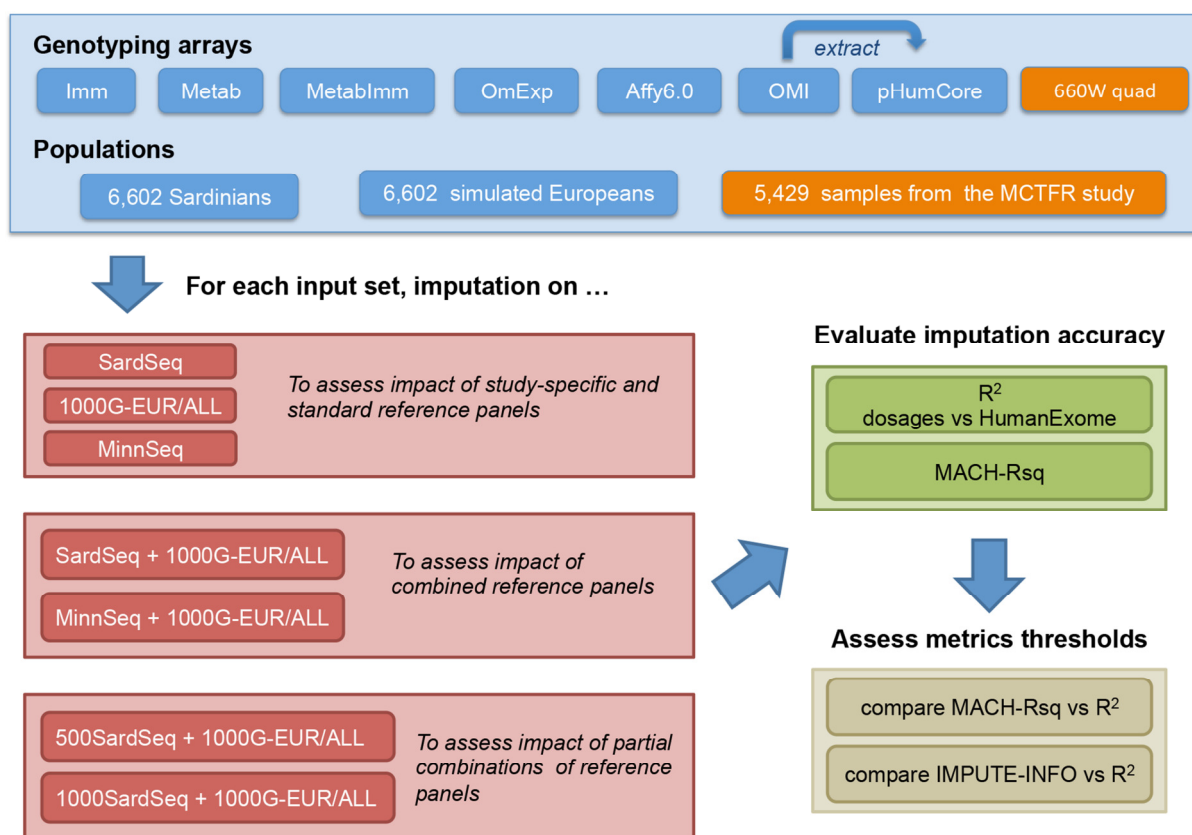 Genotyping arrays
extract
Imm
Metab
MetabImm
OmExp
Affy6.0
OMI
pHumCore
660W quad
Populations
6,602 Sardinians
6,602 simulated Europeans
5,429 samples from the MCTFR study
For each input set, imputation on …
SardSeq
1000G-EUR/ALL
MinnSeq
To assess impact of study-specific and
standard reference panels
SardSeq + 1000G-EUR/ALL
MinnSeq + 1000G-EUR/ALL
To assess impact of
combined reference panels
500SardSeq + 1000G-EUR/ALL
1000SardSeq + 1000G-EUR/ALL
To assess impact of partial
combinations of reference
panels
Evaluate imputation accuracy
R²
dosages vs HumanExome
MACH-Rsq
Assess metrics thresholds
compare MACH-Rsq vs R²
compare IMPUTE-INFO vs R²